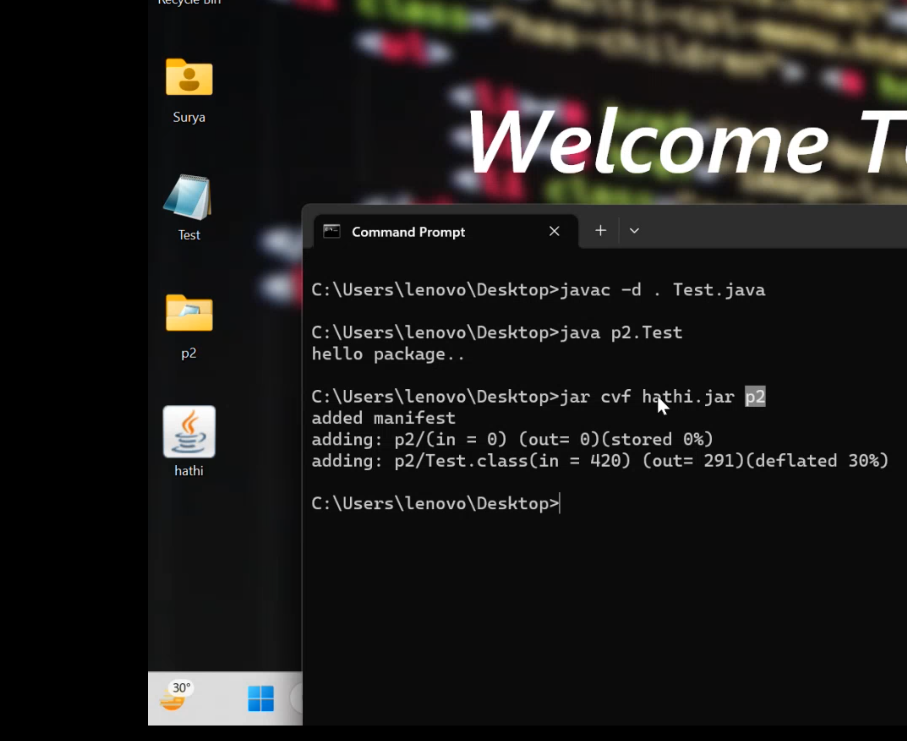 Recycle Bin
Surya
Test
p2
hathi
Welcome
Command Prompt
C:\Users\lenovo\Desktop>javac -d . Test.java
C:\Users\lenovo\Desktop>java p2.Test
hello package..
C:\Users\lenovo\Desktop>jar cvf hathi.jar p2
added manifest
adding: p2/(in = 0) (out= 0)(stored 0%)
adding: p2/Test.class(in = 420) (out= 291)(deflated 30%)
C:\Users\lenovo\Desktop>
30°